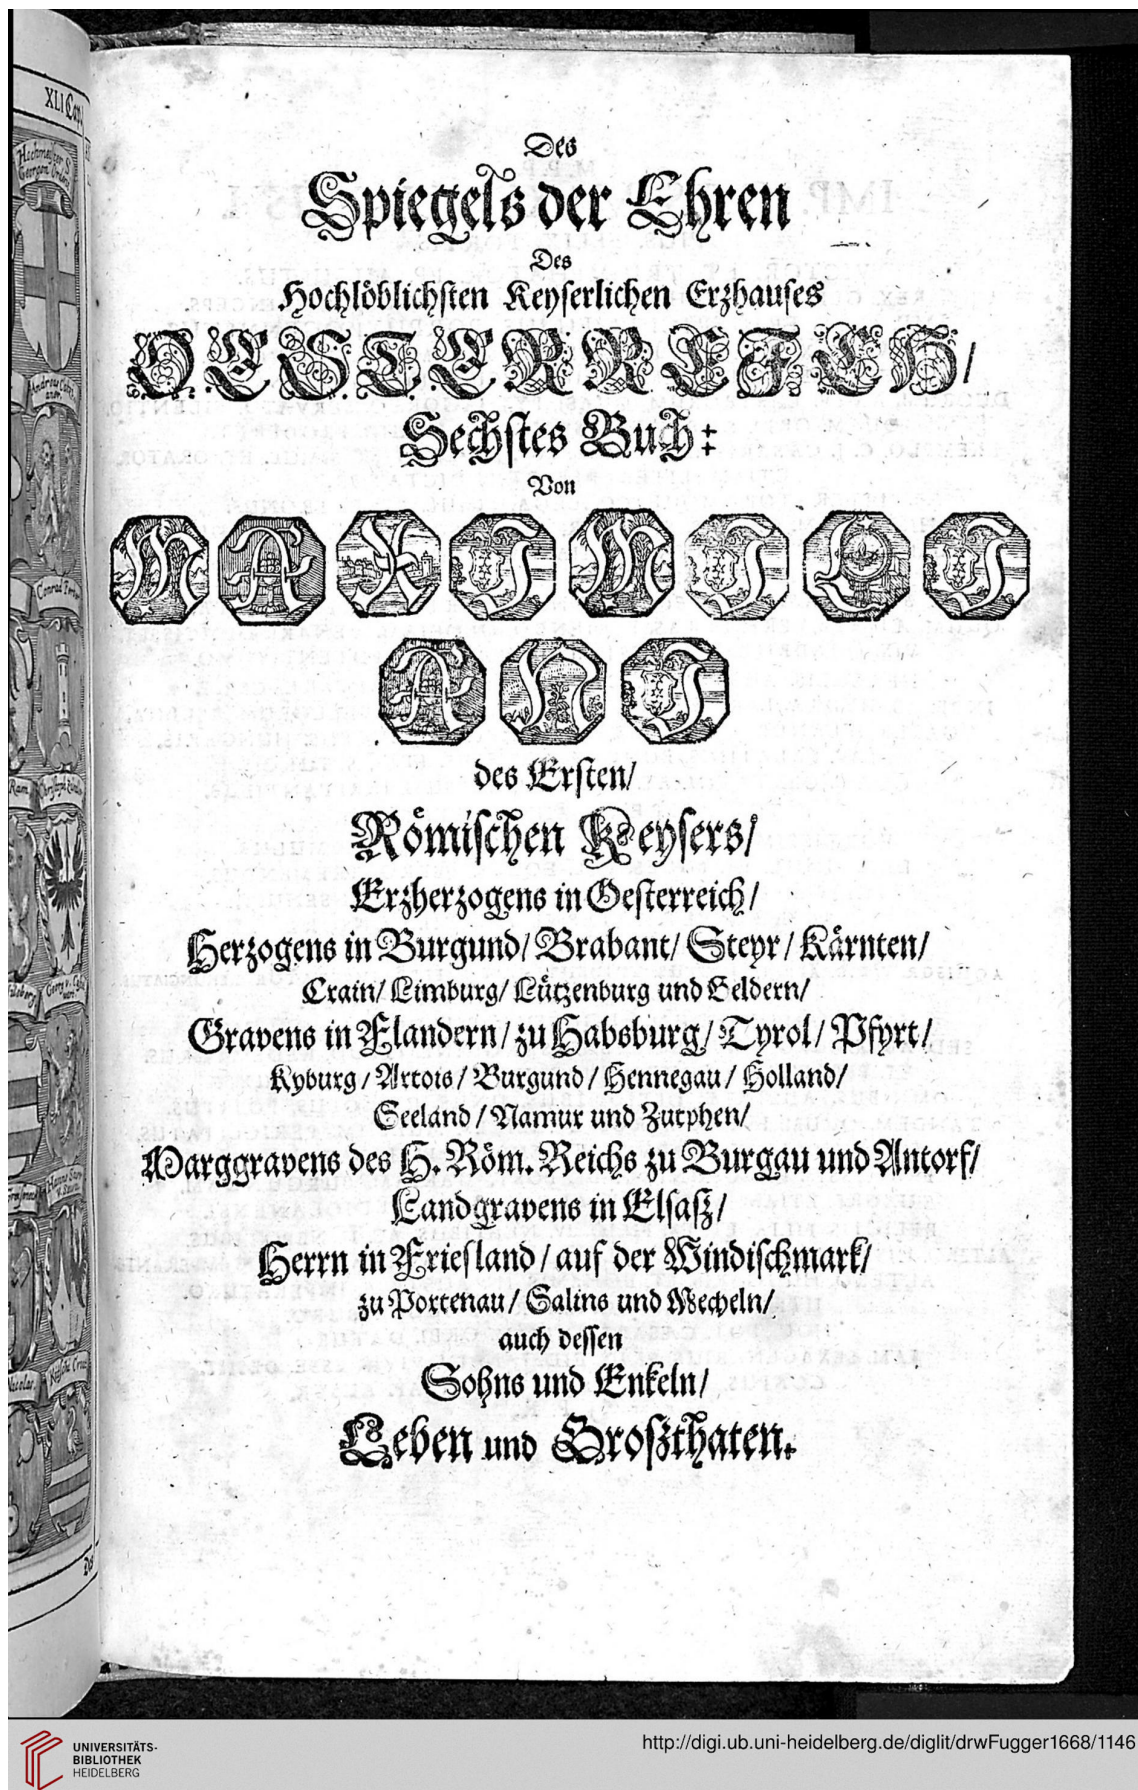 XLI Cap.
Des
Spiegels der Ehren
Des
Hochlöblichsten Keyserlichen Erzhauses
OESTERREICH/
Sechstes Buch:
Von
MAXIMILI
ANI
des Ersten/
Römischen Keysers/
Erzherzogens in Oesterreich/
Herzogens in Burgund/ Brabant/ Steyr/ Kärnten/
Crain/ Limburg/ Lützenburg und Geldern/
Gravens in Flandern/ zu Habsburg/ Tyrol/ Pfyrt/
Kyburg/ Artois/ Burgund/ Hennegau/ Holland/
Seeland/ Namur und Zutphen/
Marggravens des H. Röm. Reichs zu Burgau und Antorf/
Landgravens in Elsaß/
Herrn in Friesland/ auf der Windischmark/
zu Portenau/ Salins und Mecheln/
auch dessen
Sohns und Enkeln/
Leben und Großthaten.
UNIVERSITÄTS-
BIBLIOTHEK
HEIDELBERG
http://digi.ub.uni-heidelberg.de/diglit/drwFugger1668/1146